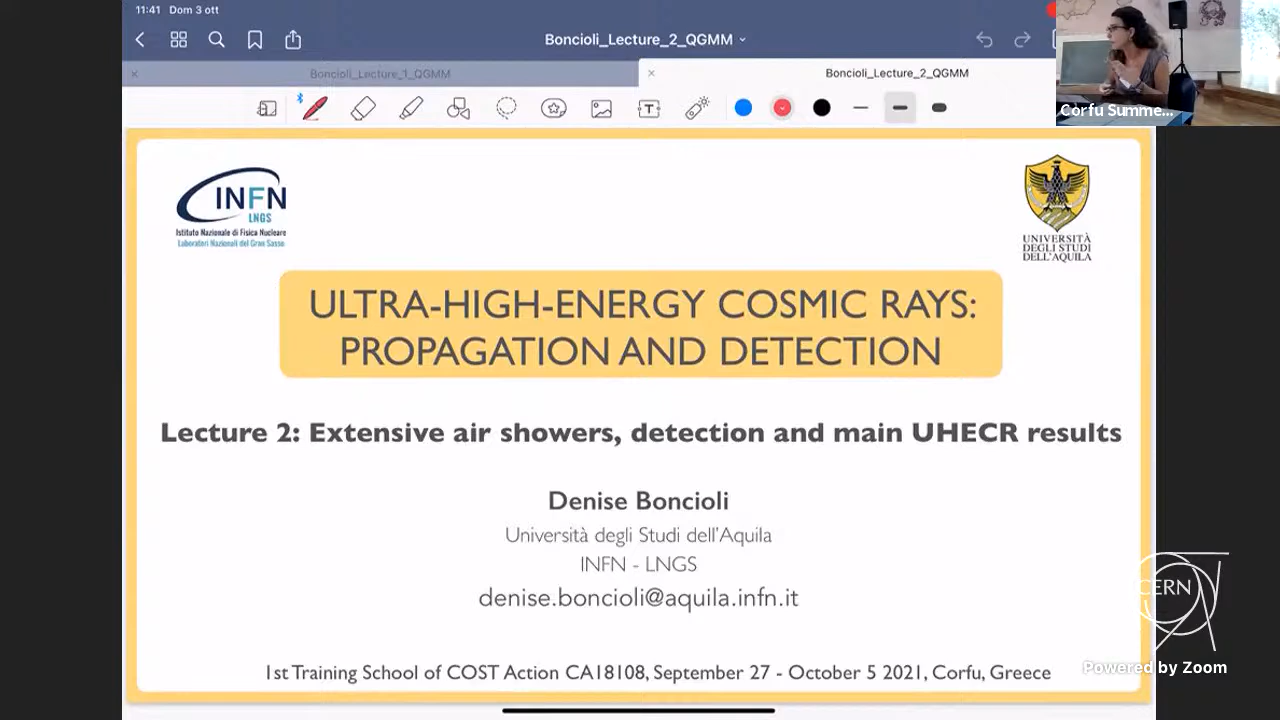 11:41 Dom 3 ott
Boncioli_Lecture_2_QGMM
Boncioli_Lecture_1_QGMM
Boncioli_Lecture_2_QGMM
Corfu Summe...
INFN
LNGS
Istituto Nazionale di Fisica Nucleare
Laboratori Nazionali del Gran Sasso
UNIVERSITÀ
DEGLI STUDI
DELL'AQUILA
ULTRA-HIGH-ENERGY COSMIC RAYS:
PROPAGATION AND DETECTION
Lecture 2: Extensive air showers, detection and main UHECR results
Denise Boncioli
Università degli Studi dell'Aquila
INFN - LNGS
denise.boncioli@aquila.infn.it
CERN
1st Training School of COST Action CA18108, September 27 - October 5 2021, Corfu, Greece
Powered by Zoom